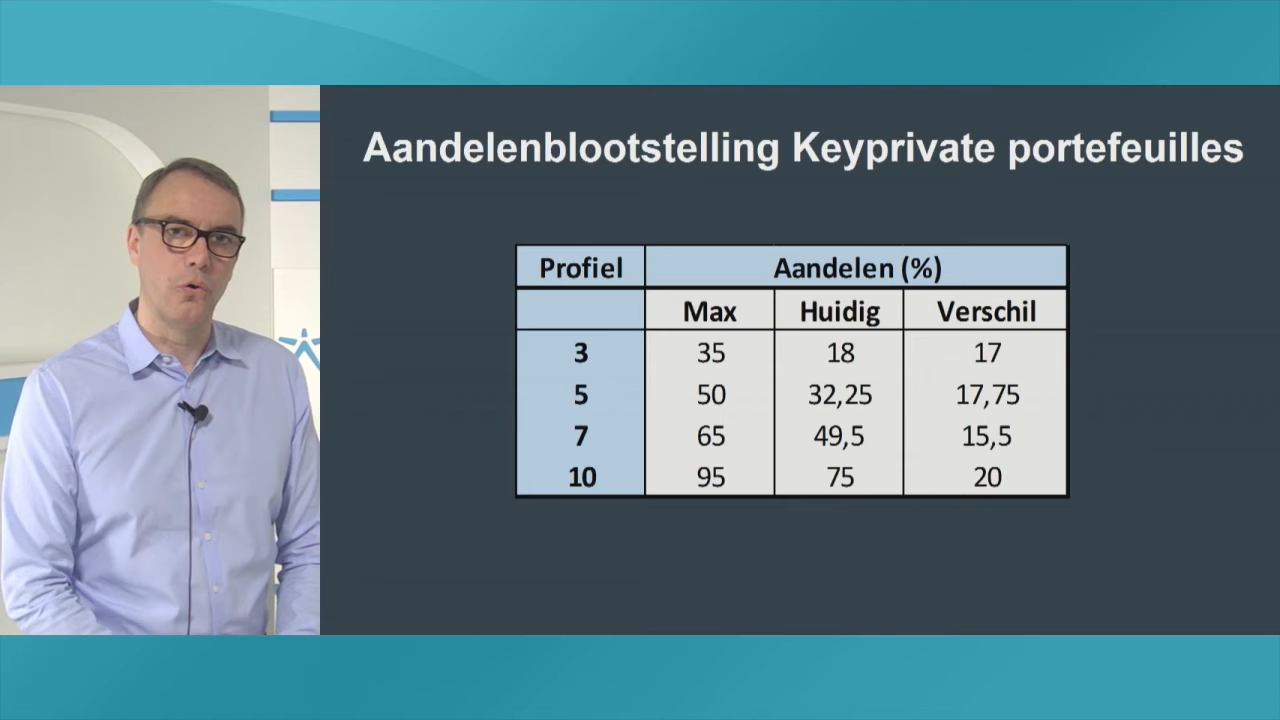 Aandelenblootstelling Keyprivate portefeuilles
Profiel Aandelen (%)
Max Huidig Verschil
3 35 18 17
5 50 32,25 17,75
7 65 49,5 15,5
10 95 75 20